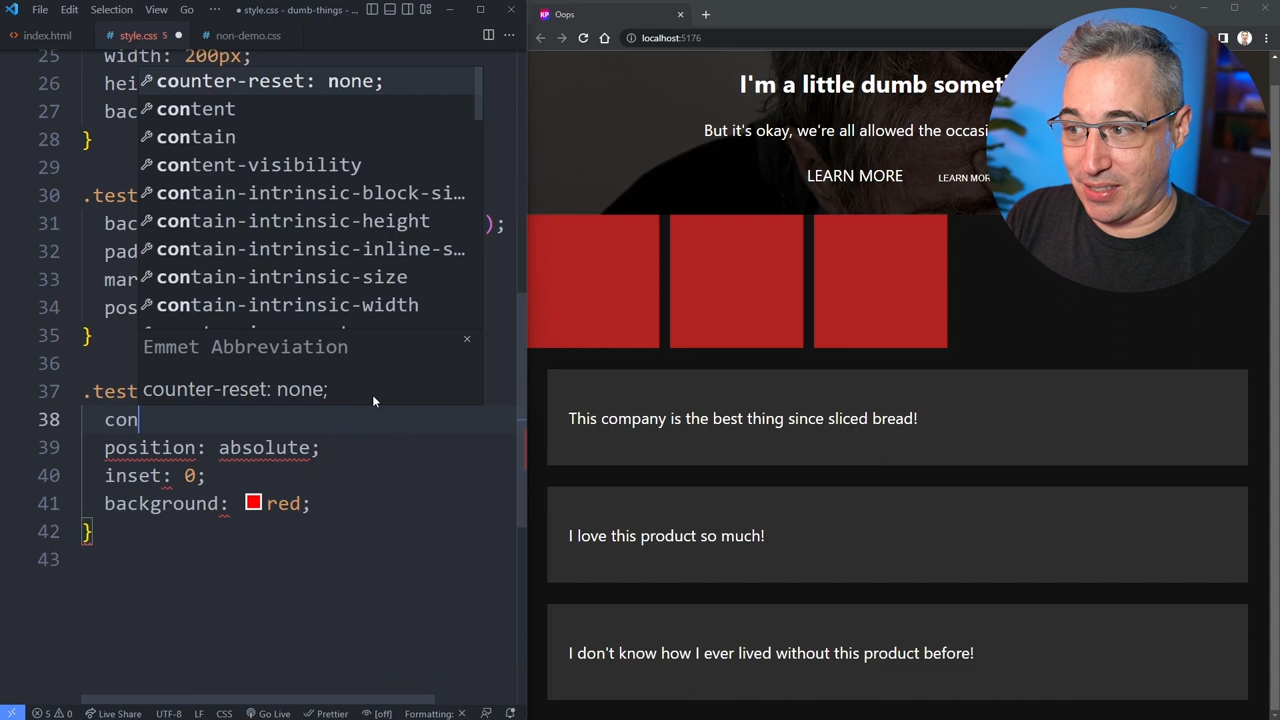 File Edit Selection View Go ··· ● style.css - dumb-things -
index.html # style.css 5 ● # non-demo.css ···
25 width: 200px;
26 hei
27 bac
28 }
29
30 .test
31 bac );
32 pad
33 mar
34 pos
35 }
36
37 .test
38 con
39 position: absolute;
40 inset: 0;
41 background: red;
42 }
43
counter-reset: none;
content
contain
content-visibility
contain-intrinsic-block-si...
contain-intrinsic-height
contain-intrinsic-inline-s...
contain-intrinsic-size
contain-intrinsic-width
Emmet Abbreviation
counter-reset: none;
5 0 Live Share UTF-8 LF CSS Go Live Prettier [off] Formatting: ×
KP Oops
localhost:5176
I'm a little dumb someti
But it's okay, we're all allowed the occasi
LEARN MORE LEARN MOR
This company is the best thing since sliced bread!
I love this product so much!
I don't know how I ever lived without this product before!